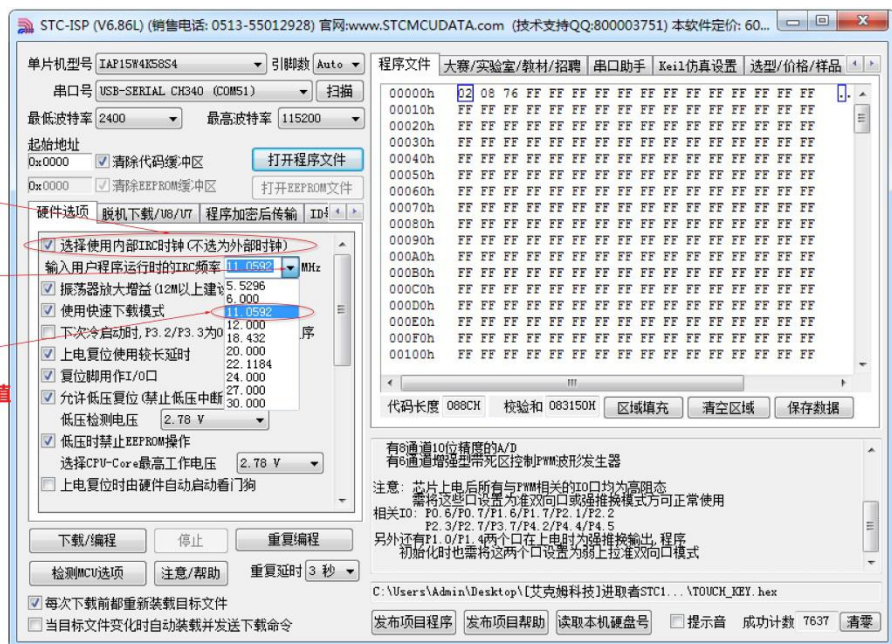 STC-ISP (V6.86L) (销售电话: 0513-55012928) 官网:www.STCMCUDATA.com (技术支持QQ:800003751) 本软件定价: 60...
单片机型号 IAP15W4K58S4 引脚数 Auto
串口号 USB-SERIAL CH340 (COM51) 扫描
最低波特率 2400 最高波特率 115200
起始地址
0x0000 清除代码缓冲区 打开程序文件
0x0000 清除EEPROM缓冲区 打开EEPROM文件
硬件选项 脱机下载/U8/U7 程序加密后传输
选择使用内部IRC时钟(不选为外部时钟)
输入用户程序运行时的IRC频率 11.0592 MHz
振荡器放大增益(12M以上建议
5.5296
6.000
11.0592
12.000
18.432
20.000
22.1184
24.000
27.000
30.000
使用快速下载模式
下次冷启动时, P3.2/P3.3为0 序
上电复位使用较长延时
复位脚用作I/O口
值
允许低压复位(禁止低压中断
低压检测电压 2.78 V
低压时禁止EEPROM操作
选择CPU-Core最高工作电压 2.78 V
上电复位时由硬件自动启动看门狗
下载/编程 停止 重复编程
检测MCU选项 注意/帮助 重复延时 3 秒
每次下载前都重新装载目标文件
当目标文件变化时自动装载并发送下载命令
程序文件 大赛/实验室/教材/招聘 串口助手 Keil仿真设置 选型/价格/样品
00000h 02 08 76 FF FF FF FF FF FF FF FF FF FF FF FF FF ..
00010h FF FF FF FF FF FF FF FF FF FF FF FF FF FF FF FF
00020h FF FF FF FF FF FF FF FF FF FF FF FF FF FF FF FF
00030h FF FF FF FF FF FF FF FF FF FF FF FF FF FF FF FF
00040h FF FF FF FF FF FF FF FF FF FF FF FF FF FF FF FF
00050h FF FF FF FF FF FF FF FF FF FF FF FF FF FF FF FF
00060h FF FF FF FF FF FF FF FF FF FF FF FF FF FF FF FF
00070h FF FF FF FF FF FF FF FF FF FF FF FF FF FF FF FF
00080h FF FF FF FF FF FF FF FF FF FF FF FF FF FF FF FF
00090h FF FF FF FF FF FF FF FF FF FF FF FF FF FF FF FF
000A0h FF FF FF FF FF FF FF FF FF FF FF FF FF FF FF FF
000B0h FF FF FF FF FF FF FF FF FF FF FF FF FF FF FF FF
000C0h FF FF FF FF FF FF FF FF FF FF FF FF FF FF FF FF
000D0h FF FF FF FF FF FF FF FF FF FF FF FF FF FF FF FF
000E0h FF FF FF FF FF FF FF FF FF FF FF FF FF FF FF FF
000F0h FF FF FF FF FF FF FF FF FF FF FF FF FF FF FF FF
00100h FF FF FF FF FF FF FF FF FF FF FF FF FF FF FF FF
代码长度 088CH 校验和 083150H 区域填充 清空区域 保存数据
有8通道10位精度的A/D
有6通道增强型带死区控制PWM波形发生器
注意: 芯片上电后所有与PWM相关的IO口均为高阻态
需将这些口设置为准双向口或强推挽模式方可正常使用
相关IO: P0.6/P0.7/P1.6/P1.7/P2.1/P2.2
P2.3/P2.7/P3.7/P4.2/P4.4/P4.5
另外还有P1.0/P1.4两个口在上电时为强推挽输出,程序
初始化时也需将这两个口设置为弱上拉准双向口模式
C:\Users\Admin\Desktop\[艾克姆科技]进取者STC1...\TOUCH_KEY.hex
发布项目程序 发布项目帮助 读取本机硬盘号 提示音 成功计数 7637 清零